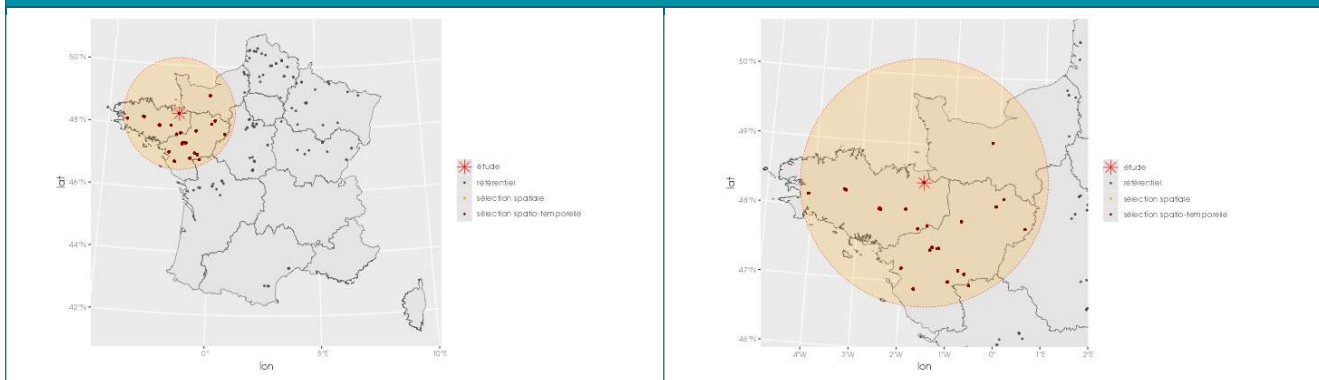 50°N
48°N
46°N
44°N
42°N
lat
0°
5°E
10°E
lon
étude
référentiel
sélection spatiale
sélection spatio-temporelle
50°N
49°N
48°N
47°N
46°N
lat
4°W
3°W
2°W
1°W
0°
1°E
2°E
lon
étude
référentiel
sélection spatiale
sélection spatio-temporelle